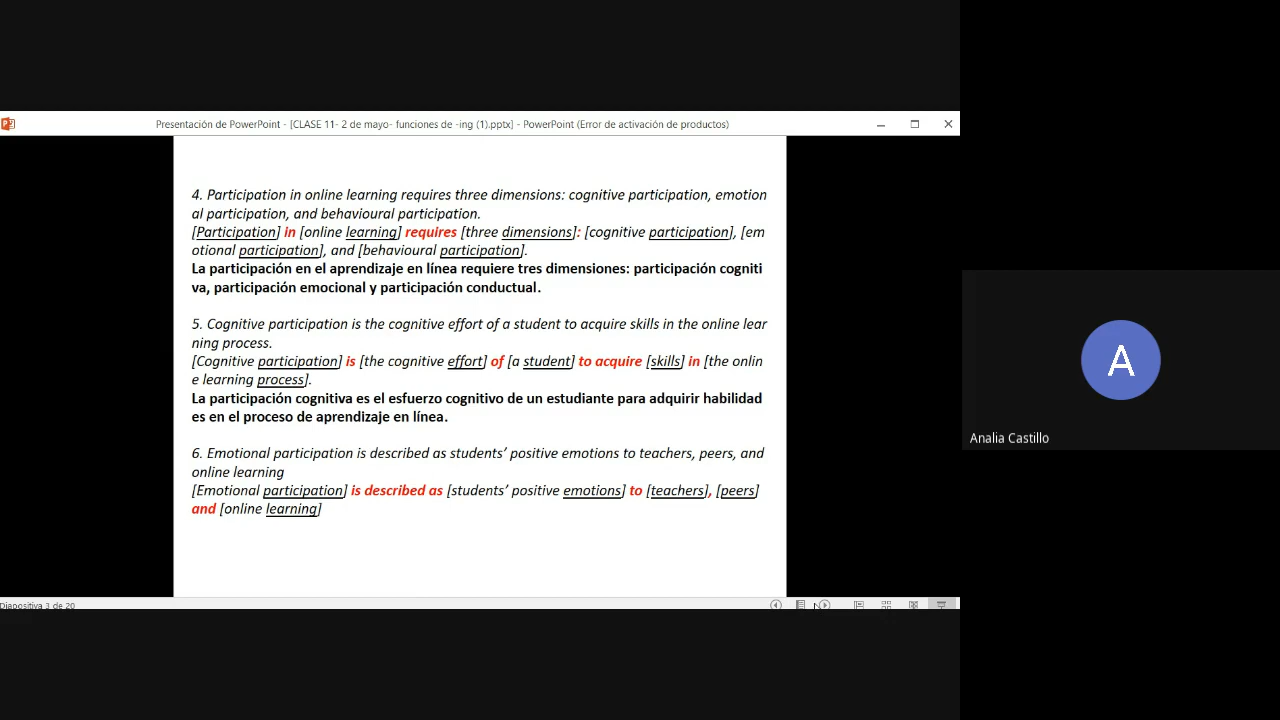 Presentación de PowerPoint - [CLASE 11- 2 de mayo- funciones de -ing (1).pptx] - PowerPoint (Error de activación de productos)
4. Participation in online learning requires three dimensions: cognitive participation, emotion
al participation, and behavioural participation.
[Participation] in [online learning] requires [three dimensions]: [cognitive participation], [em
otional participation], and [behavioural participation].
La participación en el aprendizaje en línea requiere tres dimensiones: participación cogniti
va, participación emocional y participación conductual.
5. Cognitive participation is the cognitive effort of a student to acquire skills in the online lear
ning process.
[Cognitive participation] is [the cognitive effort] of [a student] to acquire [skills] in [the onlin
e learning process].
La participación cognitiva es el esfuerzo cognitivo de un estudiante para adquirir habilidad
es en el proceso de aprendizaje en línea.
6. Emotional participation is described as students’ positive emotions to teachers, peers, and
online learning
[Emotional participation] is described as [students’ positive emotions] to [teachers], [peers]
and [online learning]
Diapositiva 3 de 20
A
Analia Castillo